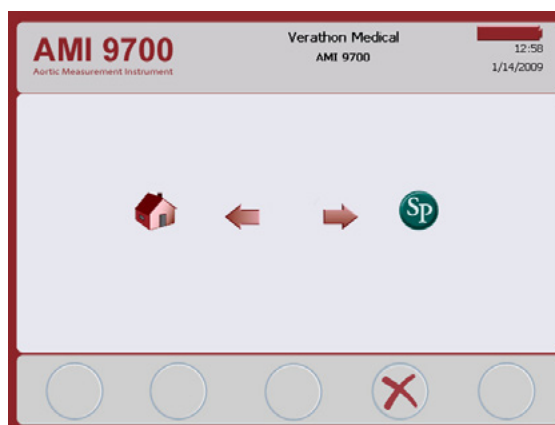 AMI 9700
Aortic Measurement Instrument
Verathon Medical
AMI 9700
12:58
1/14/2009
SP